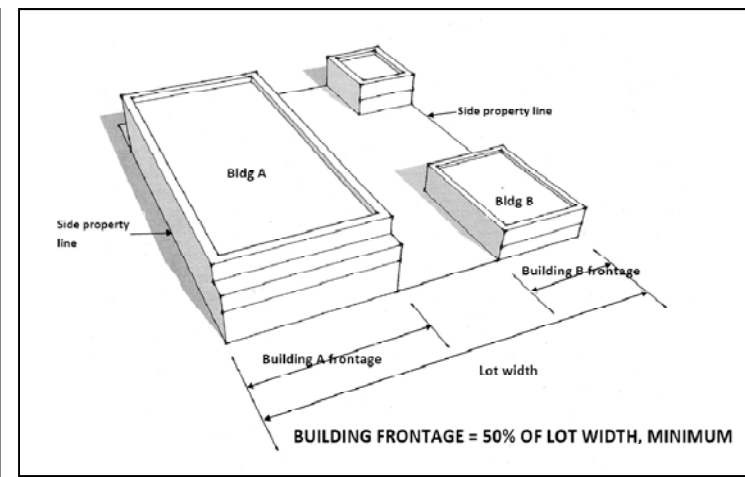 Side property line
Bldg A
Bldg B
Side property
line
Building B frontage
Building A frontage
Lot width
BUILDING FRONTAGE = 50% OF LOT WIDTH, MINIMUM